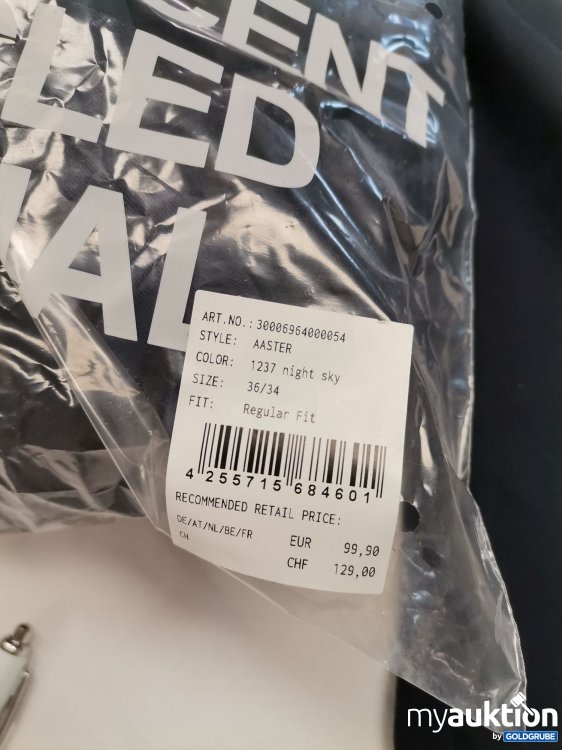 CENT
LED
IAL
ART.NO.: 30006964000054
STYLE: AASTER
COLOR: 1237 night sky
SIZE: 36/34
FIT: Regular Fit
4 255715 684601
RECOMMENDED RETAIL PRICE:
DE/AT/NL/BE/FR EUR 99,90
CH CHF 129,00
myauktion
by GOLDGRUBE